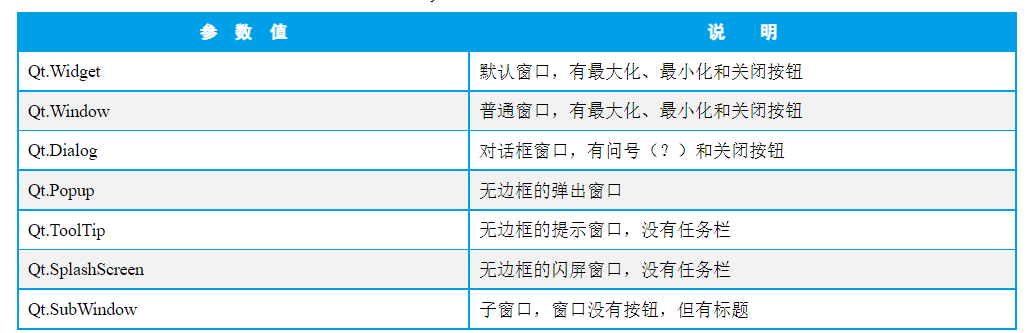 参 数 值 说 明
Qt.Widget 默认窗口，有最大化、最小化和关闭按钮
Qt.Window 普通窗口，有最大化、最小化和关闭按钮
Qt.Dialog 对话框窗口，有问号（？）和关闭按钮
Qt.Popup 无边框的弹出窗口
Qt.ToolTip 无边框的提示窗口，没有任务栏
Qt.SplashScreen 无边框的闪屏窗口，没有任务栏
Qt.SubWindow 子窗口，窗口没有按钮，但有标题